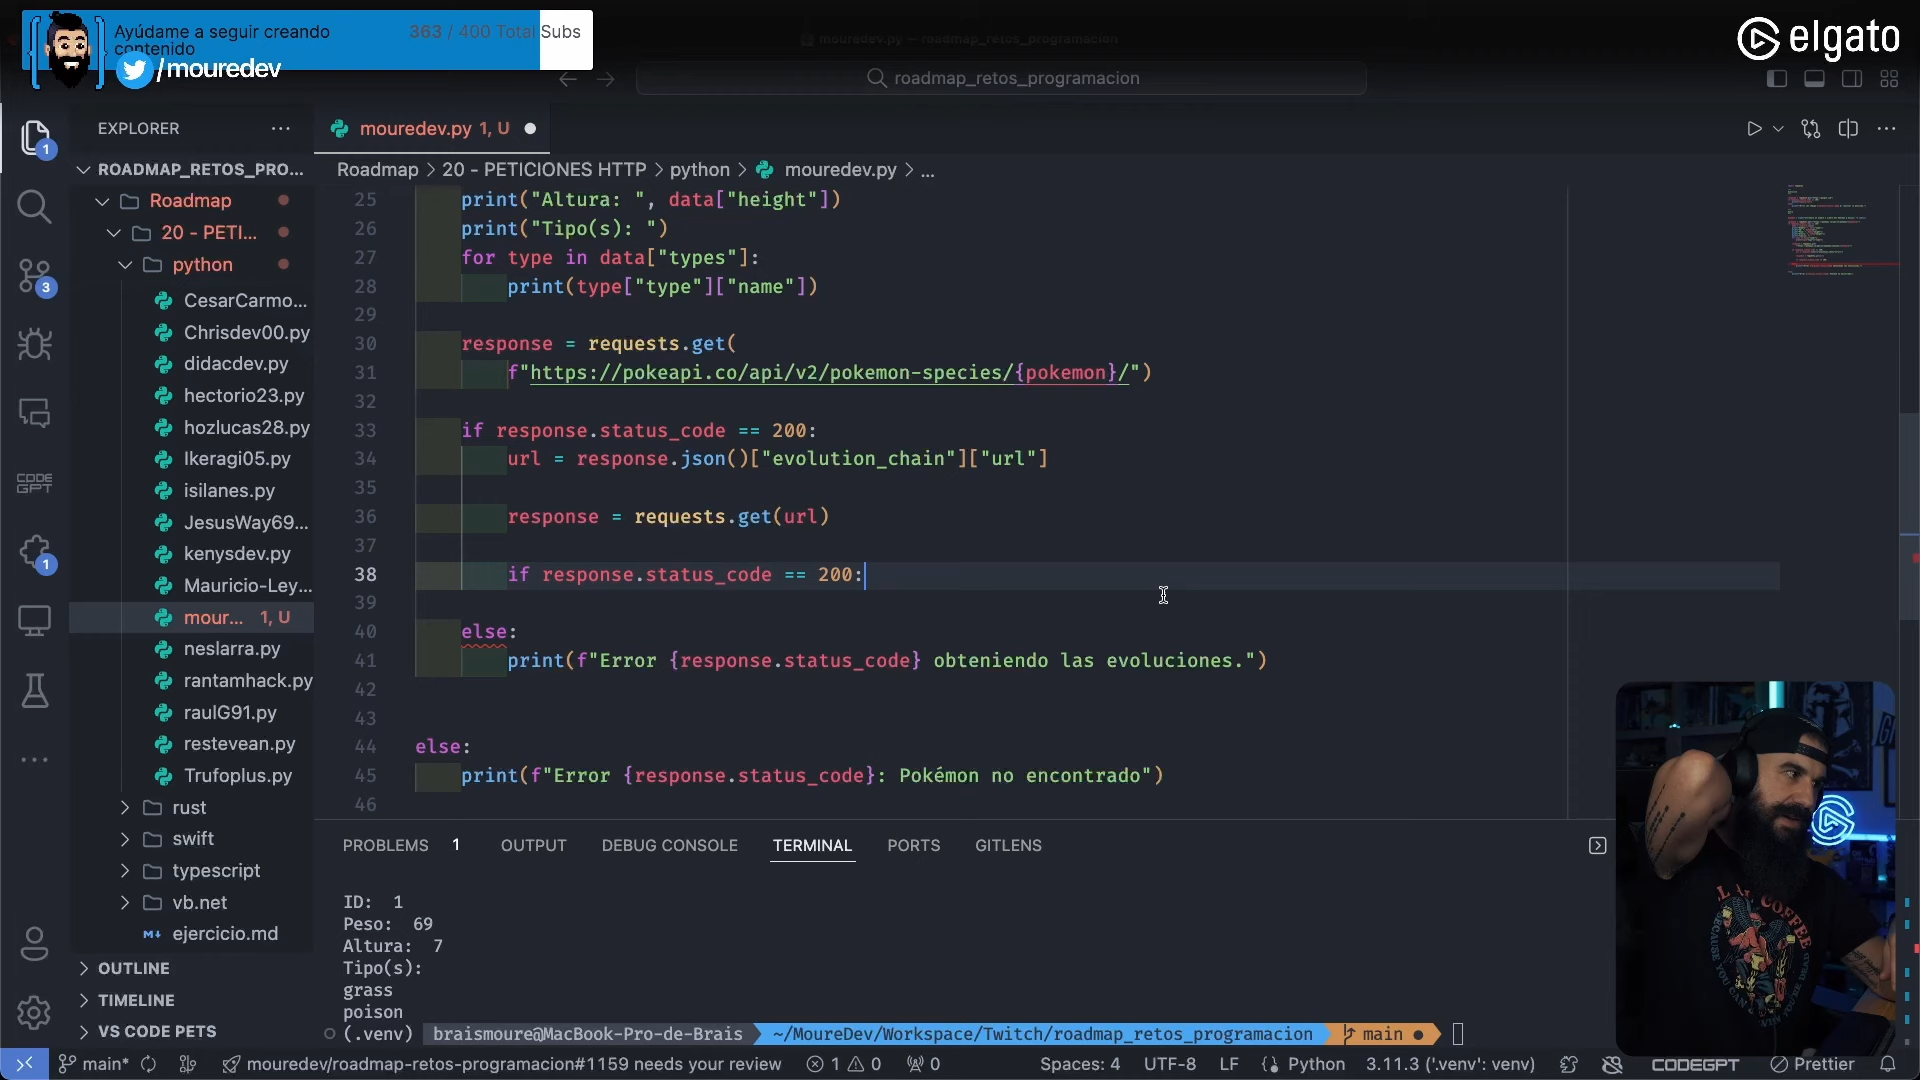 Ayúdame a seguir creando
contenido
363 / 400 Total Subs
/mouredev
mouredev.py — roadmap_retos_programacion
elgato
roadmap_retos_programacion
EXPLORER
mouredev.py 1, U
ROADMAP_RETOS_PRO...
Roadmap > 20 - PETICIONES HTTP > python > mouredev.py > ...
Roadmap
20 - PETI...
python
CesarCarmo...
Chrisdev00.py
didacdev.py
hectorio23.py
hozlucas28.py
Ikeragi05.py
isilanes.py
JesusWay69...
kenysdev.py
Mauricio-Ley...
mour... 1, U
neslarra.py
rantamhack.py
raulG91.py
restevean.py
Trufoplus.py
rust
swift
typescript
vb.net
ejercicio.md
OUTLINE
TIMELINE
VS CODE PETS
1
3
CODE
GPT
1
25 print("Altura: ", data["height"])
26 print("Tipo(s): ")
27 for type in data["types"]:
28 print(type["type"]["name"])
29
30 response = requests.get(
31 f"https://pokeapi.co/api/v2/pokemon-species/{pokemon}/")
32
33 if response.status_code == 200:
34 url = response.json()["evolution_chain"]["url"]
35
36 response = requests.get(url)
37
38 if response.status_code == 200:
39
40 else:
41 print(f"Error {response.status_code} obteniendo las evoluciones.")
42
43
44 else:
45 print(f"Error {response.status_code}: Pokémon no encontrado")
46
PROBLEMS 1 OUTPUT DEBUG CONSOLE TERMINAL PORTS GITLENS
ID: 1
Peso: 69
Altura: 7
Tipo(s):
grass
poison
(.venv) braismoure@MacBook-Pro-de-Brais ~/MoureDev/Workspace/Twitch/roadmap_retos_programacion main
main* mouredev/roadmap-retos-programacion#1159 needs your review 1 0 0 Spaces: 4 UTF-8 LF Python 3.11.3 ('.venv': venv) CODEGPT Prettier